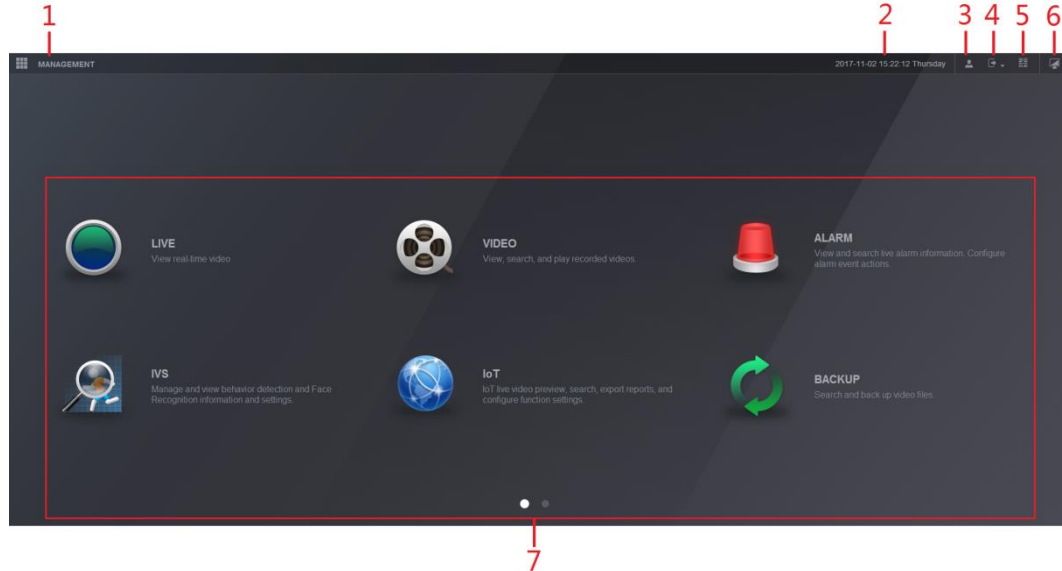 1
2
3
4
5
6
MANAGEMENT
2017-11-02 15:22:12 Thursday
LIVE
View real-time video
VIDEO
View, search, and play recorded videos.
ALARM
View and search live alarm information. Configure
alarm event actions.
IVS
Manage and view behavior detection and Face
Recognition information and settings.
IoT
IoT live video preview, search, export reports, and
configure function settings.
BACKUP
Search and back up video files.
7